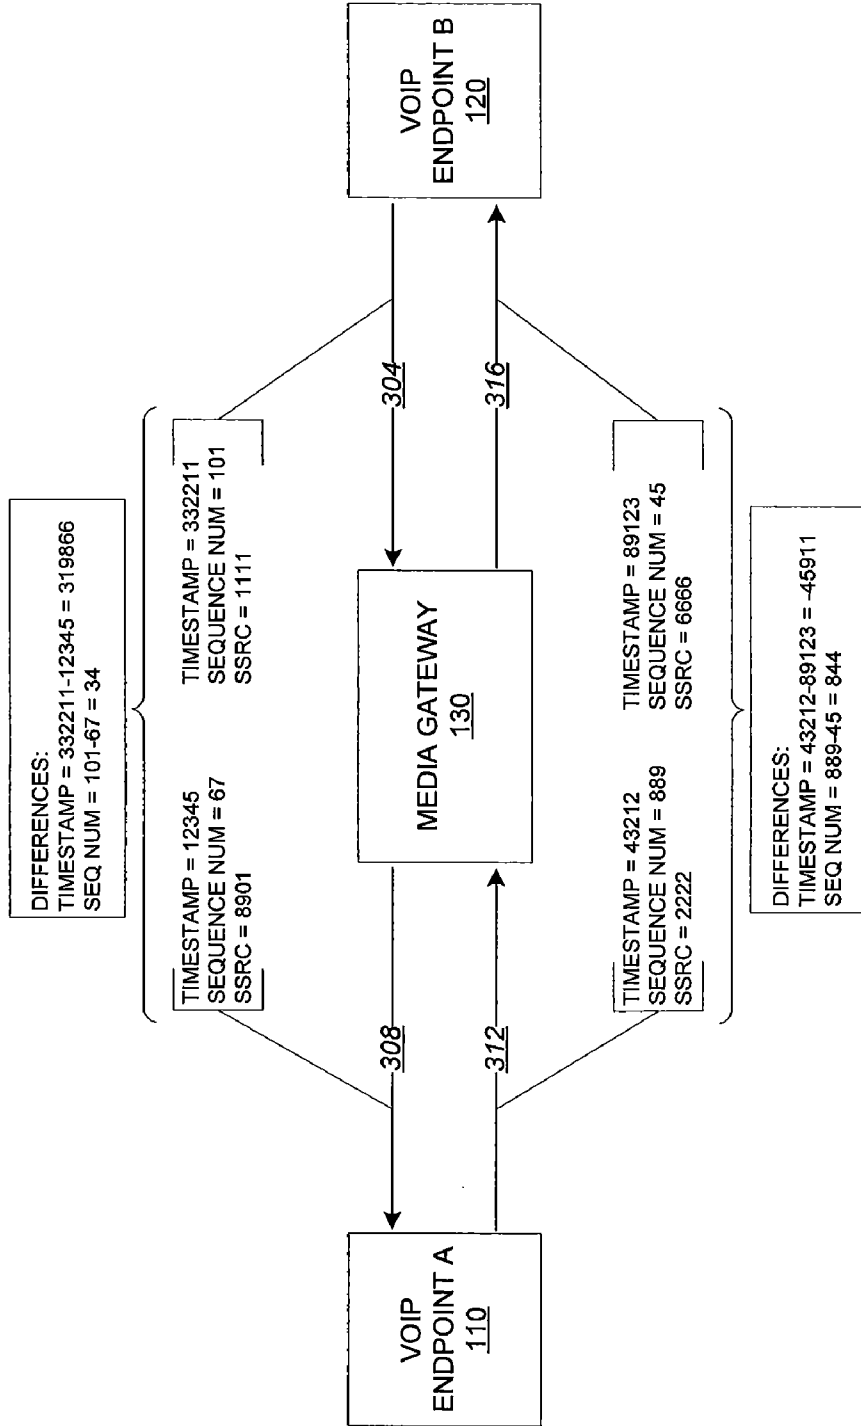 DIFFERENCES:
TIMESTAMP = 332211-12345 = 319866
SEQ NUM = 101-67 = 34
TIMESTAMP = 12345
SEQUENCE NUM = 67
SSRC = 8901
TIMESTAMP = 332211
SEQUENCE NUM = 101
SSRC = 1111
VOIP
ENDPOINT A
110
308
312
MEDIA GATEWAY
130
304
316
VOIP
ENDPOINT B
120
TIMESTAMP = 43212
SEQUENCE NUM = 889
SSRC = 2222
TIMESTAMP = 89123
SEQUENCE NUM = 45
SSRC = 6666
DIFFERENCES:
TIMESTAMP = 43212-89123 = -45911
SEQ NUM = 889-45 = 844